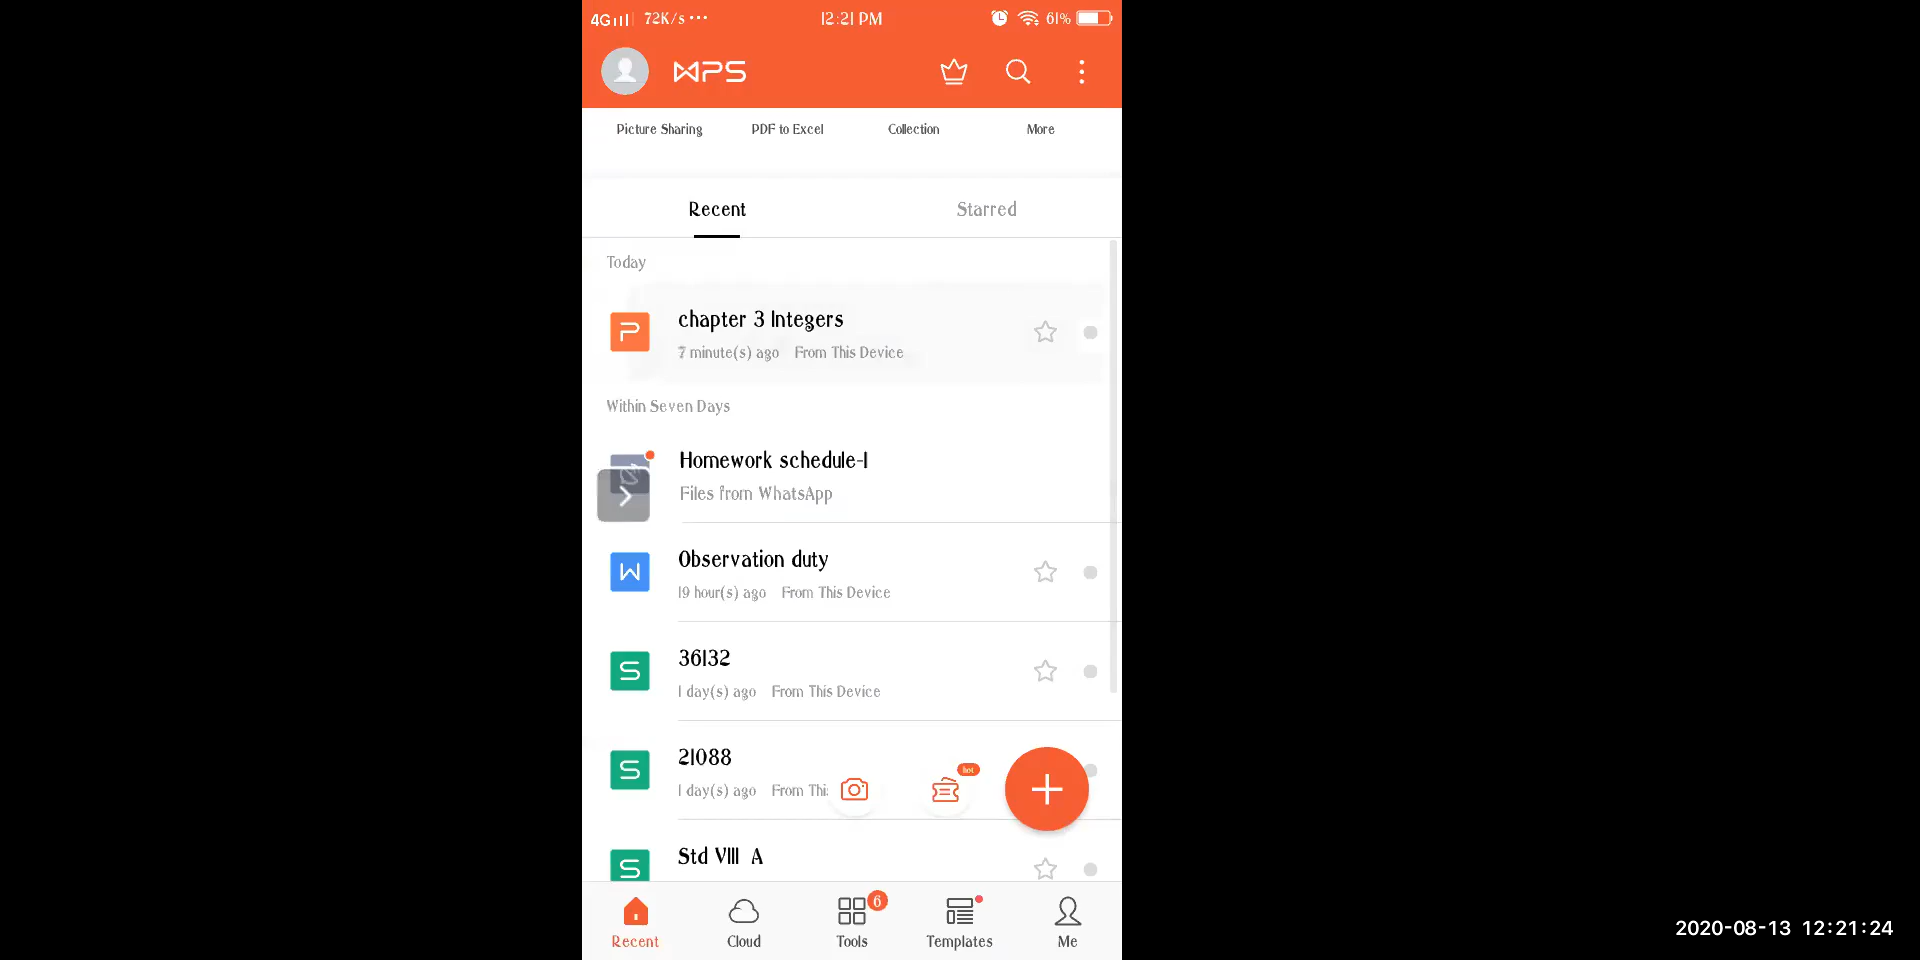 4G 72K/s ··· 12:21 PM 61%
WPS
Picture Sharing PDF to Excel Collection More
Recent Starred
Today
P chapter 3 Integers
7 minute(s) ago From This Device
Within Seven Days
Homework schedule-1
Files from WhatsApp
W Observation duty
19 hour(s) ago From This Device
S 36132
1 day(s) ago From This Device
S 21088
hot
1 day(s) ago From Thi
S Std VIII A
6
Recent Cloud Tools Templates Me
2020-08-13 12:21:24